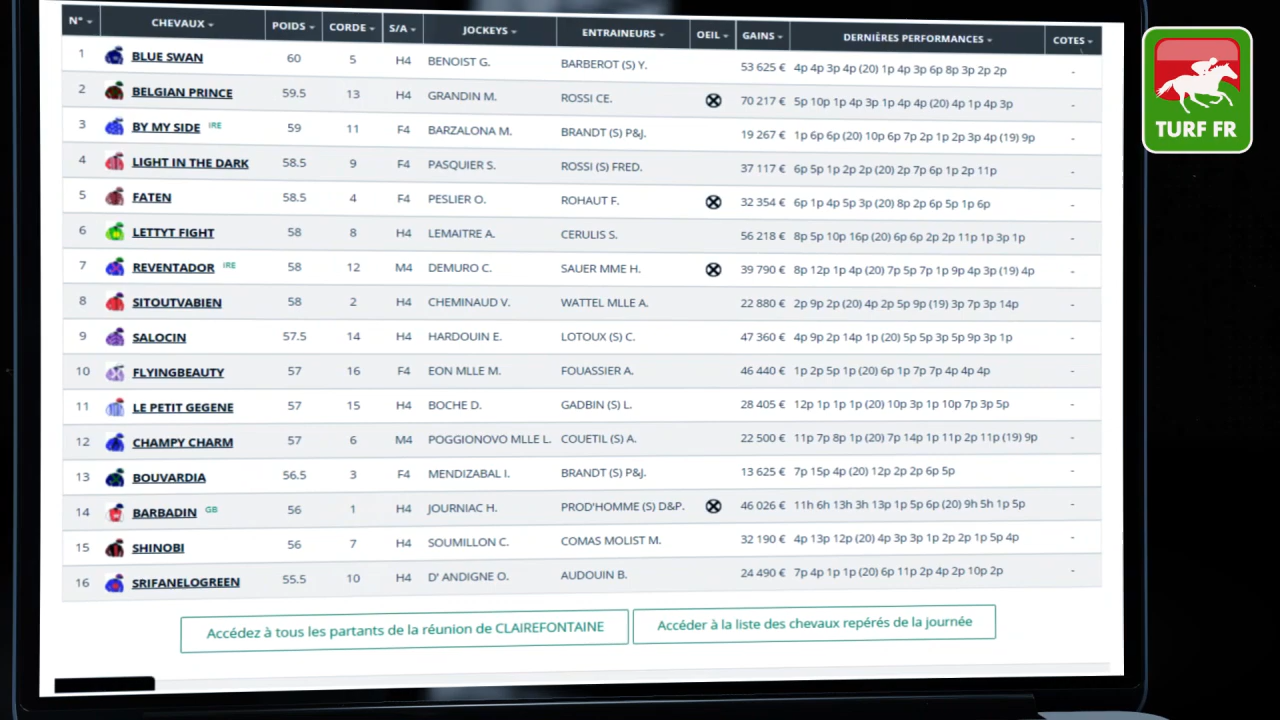 N° CHEVAUX POIDS CORDE S/A JOCKEYS ENTRAINEURS OEIL GAINS DERNIÈRES PERFORMANCES COTES
1 BLUE SWAN 60 5 H4 BENOIST G. BARBEROT (S) Y. 53 625 € 4p 4p 3p 4p (20) 1p 4p 3p 6p 8p 3p 2p 2p -
2 BELGIAN PRINCE 59.5 13 H4 GRANDIN M. ROSSI CE. 70 217 € 5p 10p 1p 4p 3p 1p 4p 4p (20) 4p 1p 4p 3p -
3 BY MY SIDE IRE 59 11 F4 BARZALONA M. BRANDT (S) P&J. 19 267 € 1p 6p 6p (20) 10p 6p 7p 2p 1p 2p 3p 4p (19) 9p -
4 LIGHT IN THE DARK 58.5 9 F4 PASQUIER S. ROSSI (S) FRED. 37 117 € 6p 5p 1p 2p 2p (20) 2p 7p 6p 1p 2p 11p -
5 FATEN 58.5 4 F4 PESLIER O. ROHAUT F. 32 354 € 6p 1p 4p 5p 3p (20) 8p 2p 6p 5p 1p 6p -
6 LETTYT FIGHT 58 8 H4 LEMAITRE A. CERULIS S. 56 218 € 8p 5p 10p 16p (20) 6p 6p 2p 2p 11p 1p 3p 1p -
7 REVENTADOR IRE 58 12 M4 DEMURO C. SAUER MME H. 39 790 € 8p 12p 1p 4p (20) 7p 5p 7p 1p 9p 4p 3p (19) 4p -
8 SITOUTVABIEN 58 2 H4 CHEMINAUD V. WATTEL MLLE A. 22 880 € 2p 9p 2p (20) 4p 2p 5p 9p (19) 3p 7p 3p 14p -
9 SALOCIN 57.5 14 H4 HARDOUIN E. LOTOUX (S) C. 47 360 € 4p 9p 2p 14p 1p (20) 5p 5p 3p 5p 9p 3p 1p -
10 FLYINGBEAUTY 57 16 F4 EON MLLE M. FOUASSIER A. 46 440 € 1p 2p 5p 1p (20) 6p 1p 7p 7p 4p 4p 4p -
11 LE PETIT GEGENE 57 15 H4 BOCHE D. GADBIN (S) L. 28 405 € 12p 1p 1p 1p (20) 10p 3p 1p 10p 7p 3p 5p -
12 CHAMPY CHARM 57 6 M4 POGGIONOVO MLLE L. COUETIL (S) A. 22 500 € 11p 7p 8p 1p (20) 7p 14p 1p 11p 2p 11p (19) 9p -
13 BOUVARDIA 56.5 3 F4 MENDIZABAL I. BRANDT (S) P&J. 13 625 € 7p 15p 4p (20) 12p 2p 2p 6p 5p -
14 BARBADIN GB 56 1 H4 JOURNIAC H. PROD'HOMME (S) D&P. 46 026 € 11h 6h 13h 3h 13p 1p 5p 6p (20) 9h 5h 1p 5p -
15 SHINOBI 56 7 H4 SOUMILLON C. COMAS MOLIST M. 32 190 € 4p 13p 12p (20) 4p 3p 3p 1p 2p 2p 1p 5p 4p -
16 SRIFANELOGREEN 55.5 10 H4 D' ANDIGNE O. AUDOUIN B. 24 490 € 7p 4p 1p 1p (20) 6p 11p 2p 4p 2p 10p 2p -
Accédez à tous les partants de la réunion de CLAIREFONTAINE
Accéder à la liste des chevaux repérés de la journée
TURF FR